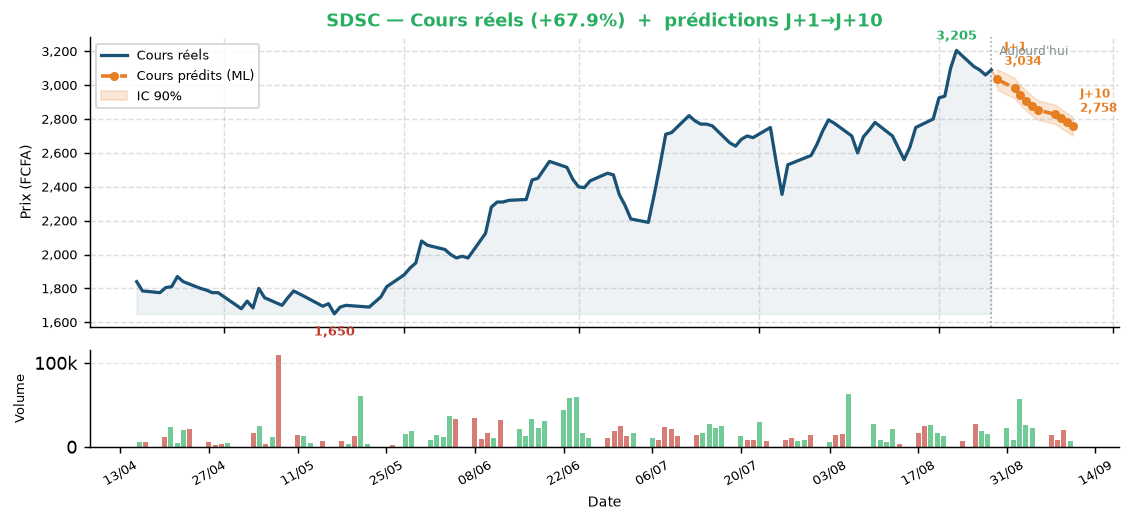 SDSC — Cours réels (+67.9%) + prédictions J+1→J+10
Cours réels
Cours prédits (ML)
IC 90%
3,205
J+1
3,034
Aujourd'hui
J+10
2,758
1,650
Prix (FCFA)
3,200
3,000
2,800
2,600
2,400
2,200
2,000
1,800
1,600
Volume
100k
0
13/04
27/04
11/05
25/05
08/06
22/06
06/07
20/07
03/08
17/08
31/08
14/09
Date